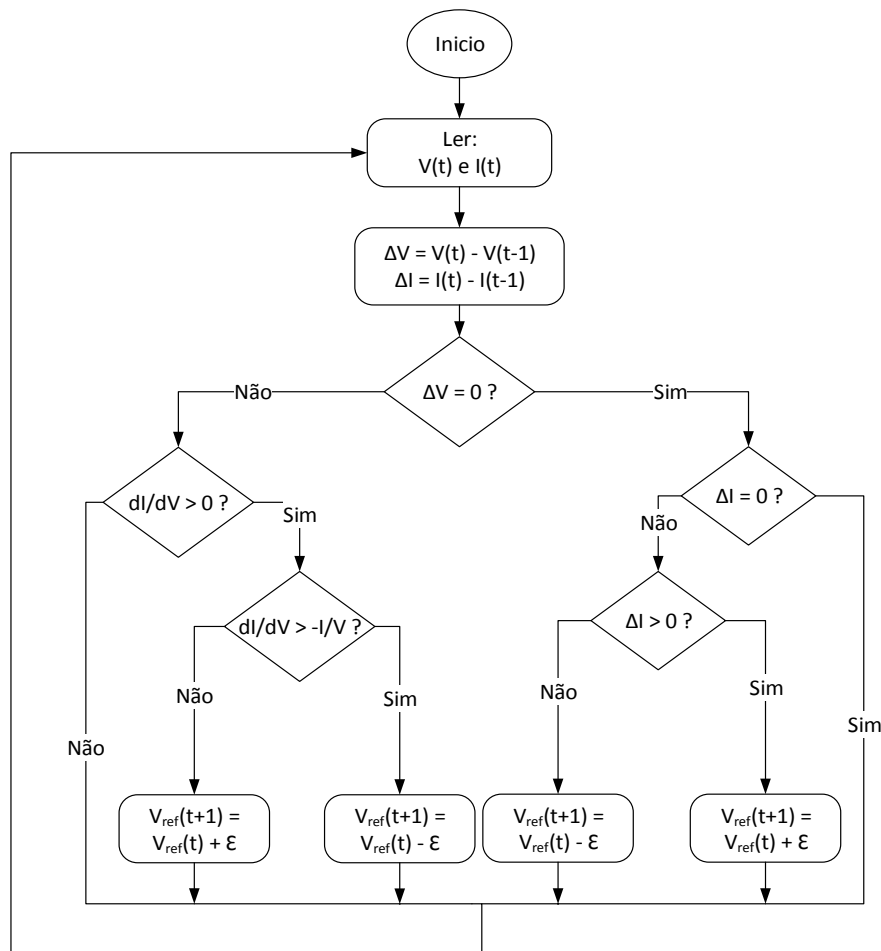 Inicio
Ler:
V(t) e I(t)
ΔV = V(t) - V(t-1)
ΔI = I(t) - I(t-1)
ΔV = 0 ?
Não
Sim
dI/dV > 0 ?
Sim
Não
ΔI = 0 ?
Não
Sim
dI/dV > -I/V ?
Não
Sim
ΔI > 0 ?
Não
Sim
Vref(t+1) =
Vref(t) + Ɛ
Vref(t+1) =
Vref(t) - Ɛ
Vref(t+1) =
Vref(t) - Ɛ
Vref(t+1) =
Vref(t) + Ɛ